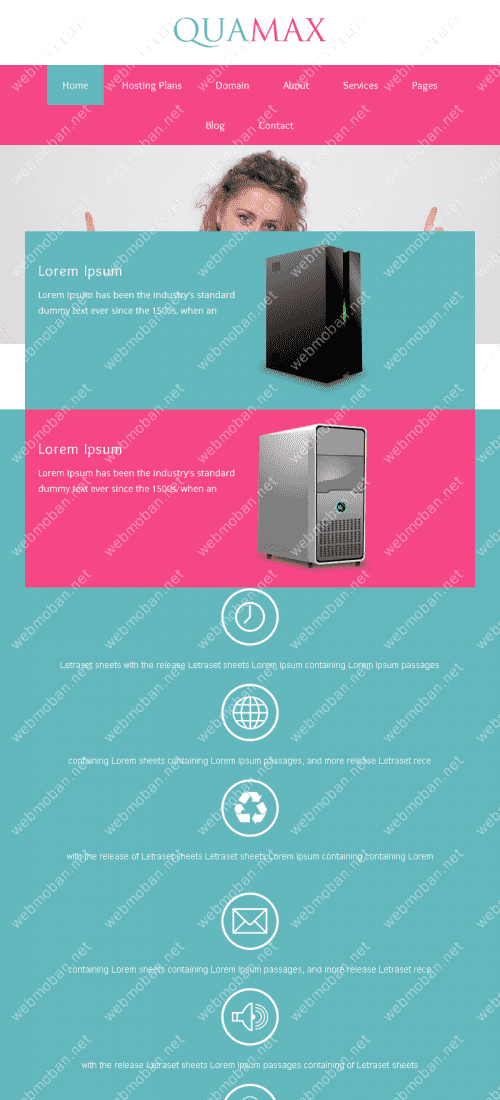 QUAMAX
Home Hosting Plans Domain About Services Pages
Blog Contact
Lorem Ipsum
Lorem Ipsum has been the industry's standard
dummy text ever since the 1500s, when an
Lorem Ipsum
Lorem Ipsum has been the industry's standard
dummy text ever since the 1500s, when an
Letraset sheets with the release Letraset sheets Lorem Ipsum containing Lorem Ipsum passages
containing Lorem sheets containing Lorem Ipsum passages, and more release Letraset rece
with the release of Letraset sheets Letraset sheets Lorem Ipsum containing containing Lorem
containing Lorem sheets containing Lorem Ipsum passages, and more release Letraset rece
with the release Letraset Lorem Ipsum passages containing of Letraset sheets
webmoban.net